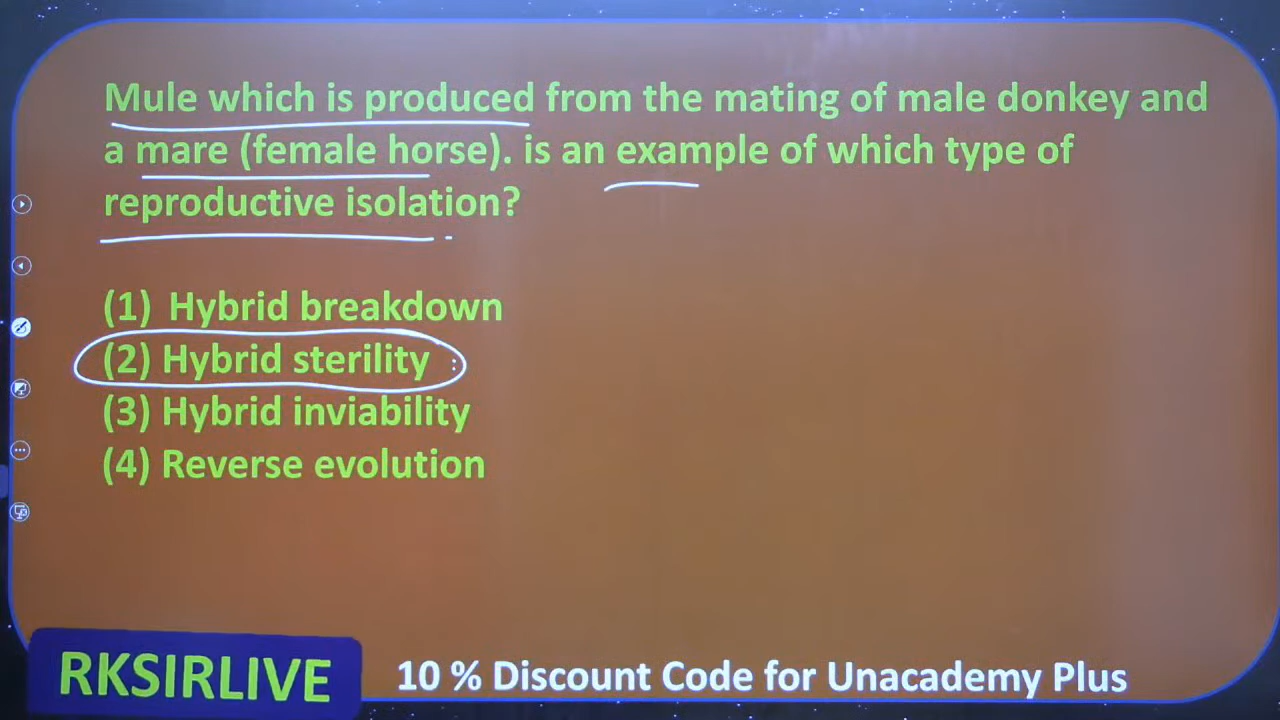 Mule which is produced from the mating of male donkey and
a mare (female horse). is an example of which type of
reproductive isolation?
(1) Hybrid breakdown
(2) Hybrid sterility
(3) Hybrid inviability
(4) Reverse evolution
RKSIRLIVE
10 % Discount Code for Unacademy Plus